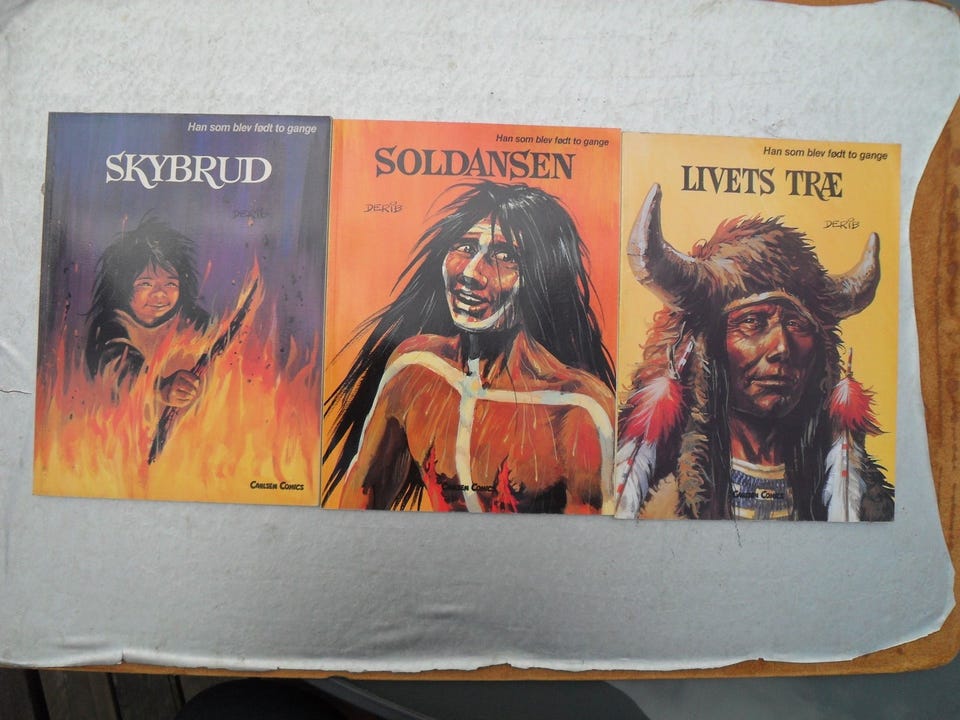 Han som blev født to gange
SKYBRUD
DERIB
CARLSEN COMICS
Han som blev født to gange
SOLDANSEN
DERIB
CARLSEN COMICS
Han som blev født to gange
LIVETS TRÆ
DERIB
CARLSEN COMICS